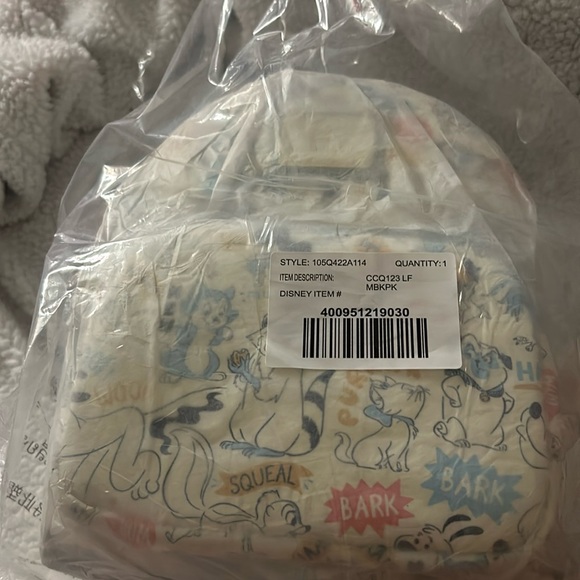 STYLE: 105Q422A114 QUANTITY:1
ITEM DESCRIPTION: CCQ123 LF
MBKPK
DISNEY ITEM #
400951219030
SQUEAL
BARK
BARK